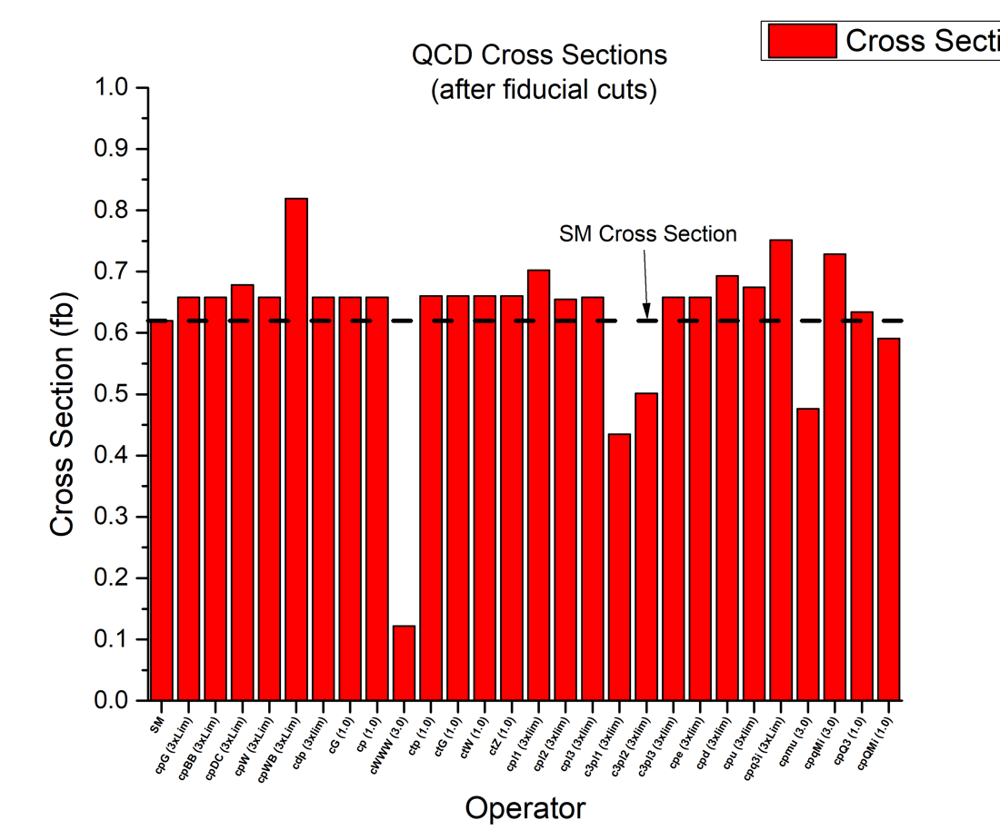 Cross Secti
QCD Cross Sections
(after fiducial cuts)
SM Cross Section
Cross Section (fb)
1.0
0.9
0.8
0.7
0.6
0.5
0.4
0.3
0.2
0.1
0.0
SM
cpG (3xLim)
cpBB (3xLim)
cpDC (3xLim)
cpW (3xLim)
cpWB (3xLim)
cdp (3xlim)
cG (1.0)
cp (1.0)
cWWW (3.0)
ctp (1.0)
ctG (1.0)
ctW (1.0)
ctZ (1.0)
cpl1 (3xlim)
cpl2 (3xlim)
cpl3 (3xlim)
c3pl1 (3xlim)
c3pl2 (3xlim)
c3pl3 (3xlim)
cpe (3xlim)
cpd (3xlim)
cpu (3xlim)
cpq3i (3xLim)
cpmu (3.0)
cpqMi (3.0)
cpQ3 (1.0)
cpQMi (1.0)
Operator